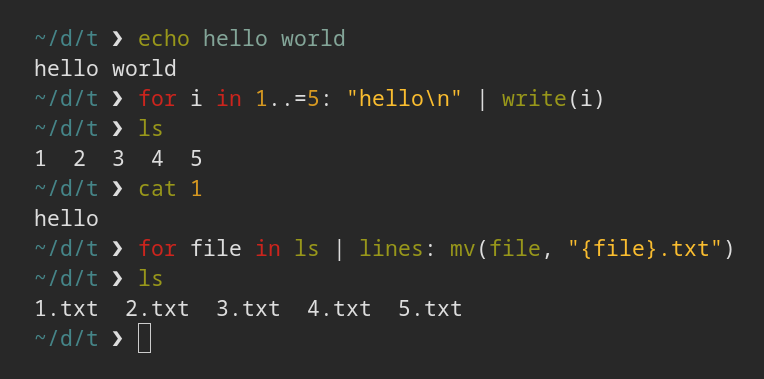 ~/d/t ❯ echo hello world
hello world
~/d/t ❯ for i in 1..=5: "hello\n" | write(i)
~/d/t ❯ ls
1  2  3  4  5
~/d/t ❯ cat 1
hello
~/d/t ❯ for file in ls | lines: mv(file, "{file}.txt")
~/d/t ❯ ls
1.txt  2.txt  3.txt  4.txt  5.txt
~/d/t ❯